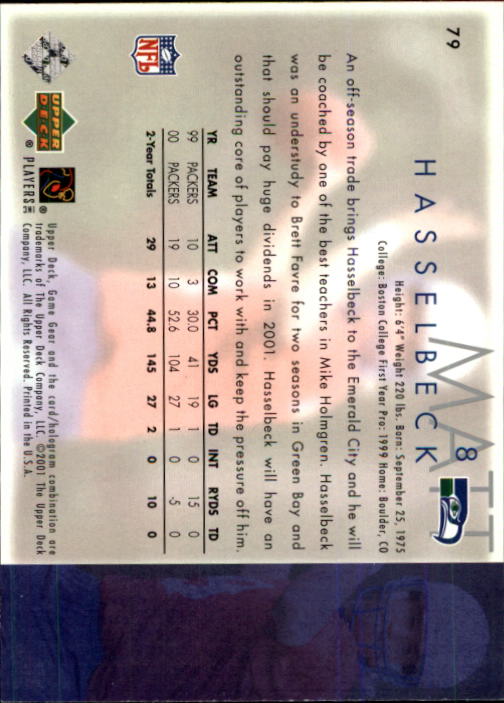 79
MATT
8
HASSELBECK
Height: 6'4" Weight 220 lbs. Born: September 25, 1975
College: Boston College First Year Pro: 1999 Home: Boulder, CO
An off-season trade brings Hasselbeck to the Emerald City and he will
be coached by one of the best teachers in Mike Holmgren. Hasselbeck
was an understudy to Brett Favre for two seasons in Green Bay and
that should pay huge dividends in 2001. Hasselbeck will have an
outstanding core of players to work with and keep the pressure off him.
YR TEAM ATT COM PCT YDS LG TD INT RYDS TD
99 PACKERS 10 3 30.0 41 19 1 0 15 0
00 PACKERS 19 10 52.6 104 27 1 0 -5 0
2-Year Totals 29 13 44.8 145 27 2 0 10 0
NFL
UPPER DECK ®
PLAYERS INC ®
Upper Deck, Game Gear and the card/hologram combination are
trademarks of The Upper Deck Company, LLC. ©2001 The Upper Deck
Company, LLC. All Rights Reserved. Printed in the U.S.A.